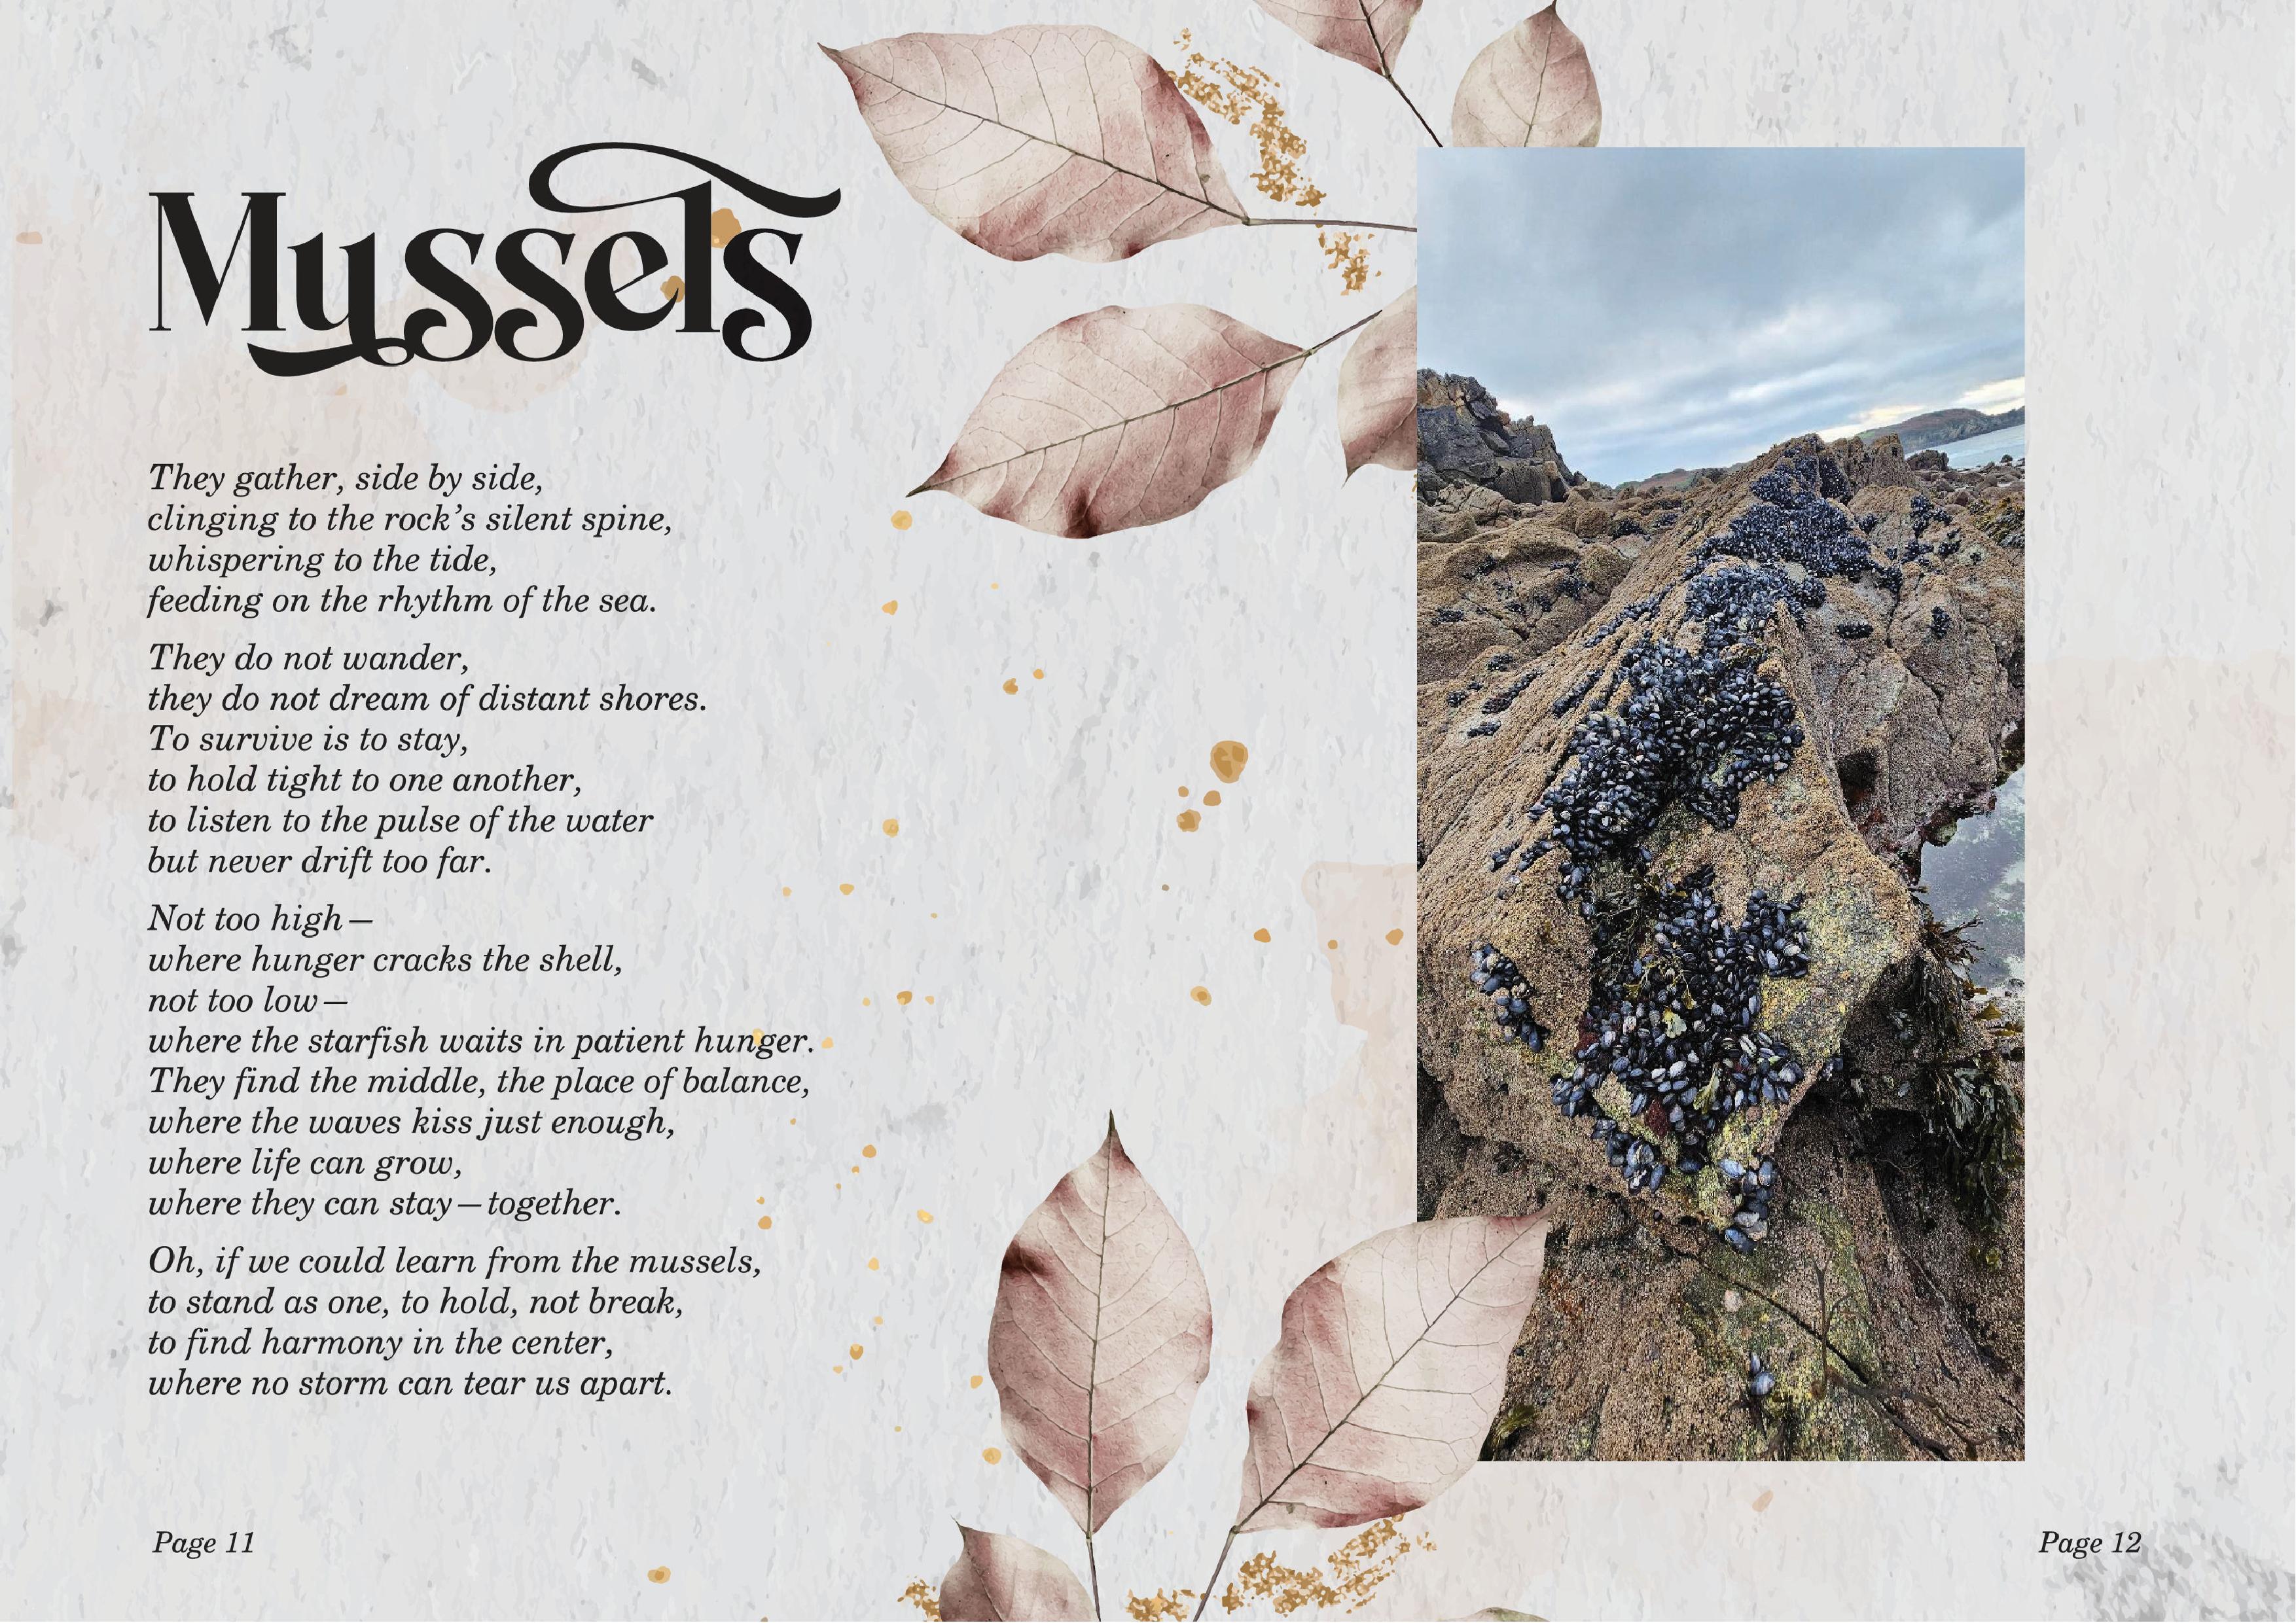 Mussels
They gather, side by side,
clinging to the rock’s silent spine,
whispering to the tide,
feeding on the rhythm of the sea.
They do not wander,
they do not dream of distant shores.
To survive is to stay,
to hold tight to one another,
to listen to the pulse of the water
but never drift too far.
Not too high—
where hunger cracks the shell,
not too low—
where the starfish waits in patient hunger.
They find the middle, the place of balance,
where the waves kiss just enough,
where life can grow,
where they can stay—together.
Oh, if we could learn from the mussels,
to stand as one, to hold, not break,
to find harmony in the center,
where no storm can tear us apart.
Page 11
Page 12